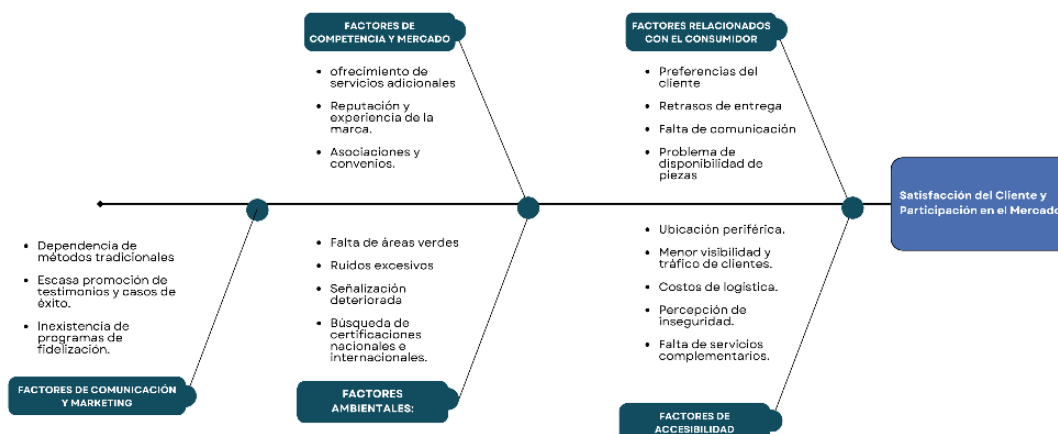 FACTORES DE
COMPETENCIA Y MERCADO
ofrecimiento de
servicios adicionales
Reputación y
experiencia de la
marca.
Asociaciones y
convenios.
FACTORES RELACIONADOS
CON EL CONSUMIDOR
Preferencias del
cliente
Retrasos de entrega
Falta de comunicación
Problema de
disponibilidad de
piezas
Satisfacción del Cliente y
Participación en el Mercado
Dependencia de
métodos tradicionales
Escasa promoción de
testimonios y casos de
éxito.
Inexistencia de
programas de
fidelización.
FACTORES DE COMUNICACIÓN
Y MARKETING
Falta de áreas verdes
Ruidos excesivos
Señalización
deteriorada
Búsqueda de
certificaciones
nacionales e
internacionales.
FACTORES
AMBIENTALES:
Ubicación periférica.
Menor visibilidad y
tráfico de clientes.
Costos de logística.
Percepción de
inseguridad.
Falta de servicios
complementarios.
FACTORES DE
ACCESIBILIDAD